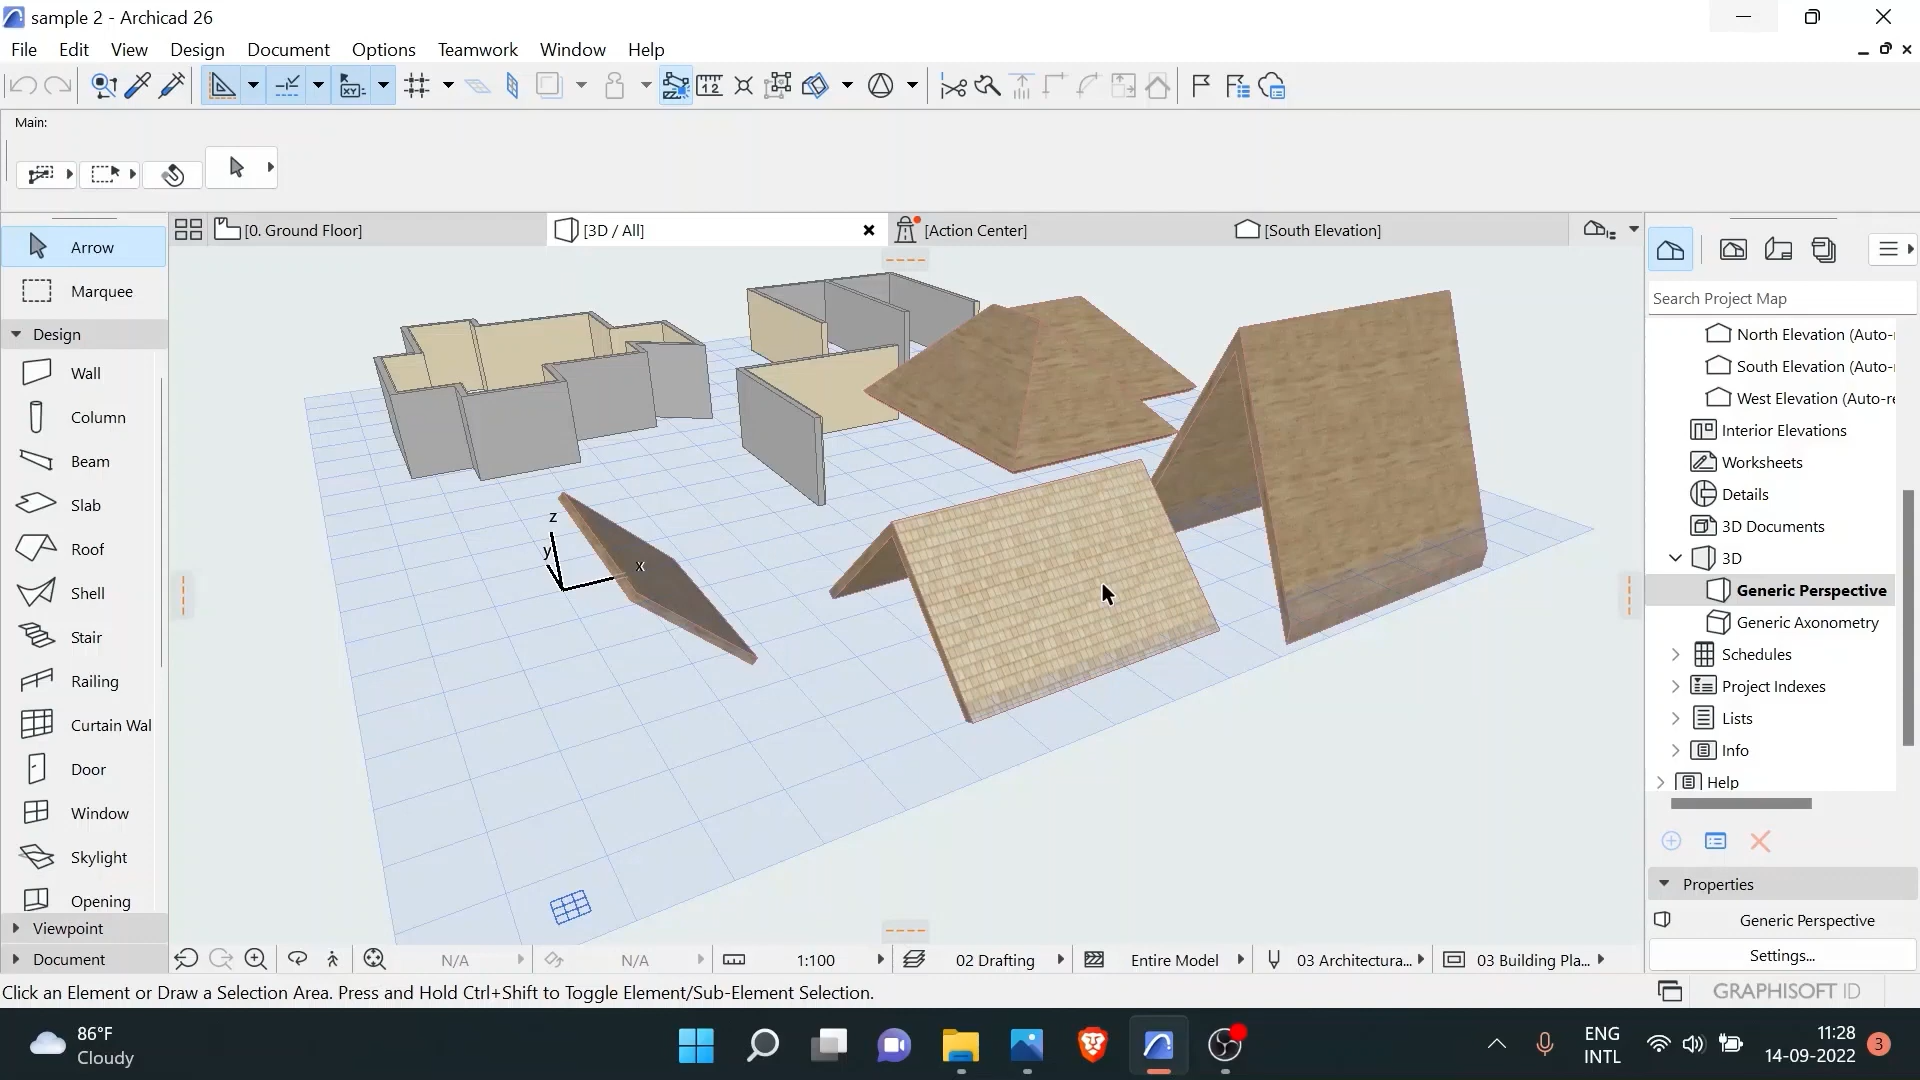 sample 2 - Archicad 26
File Edit View Design Document Options Teamwork Window Help
Main:
Arrow
Marquee
Design
Wall
Column
Beam
Slab
Roof
Shell
Stair
Railing
Curtain Wal
Door
Window
Skylight
Opening
Viewpoint
Document
[0. Ground Floor]
[3D / All]
[Action Center]
[South Elevation]
z
y
x
Search Project Map
North Elevation (Auto-r
South Elevation (Auto-
West Elevation (Auto-re
Interior Elevations
Worksheets
Details
3D Documents
3D
Generic Perspective
Generic Axonometry
Schedules
Project Indexes
Lists
Info
Help
Properties
Generic Perspective
Settings...
N/A N/A 1:100 02 Drafting Entire Model 03 Architectura... 03 Building Pla...
Click an Element or Draw a Selection Area. Press and Hold Ctrl+Shift to Toggle Element/Sub-Element Selection.
GRAPHISOFT ID
86°F
Cloudy
ENG
INTL
11:28
14-09-2022
3